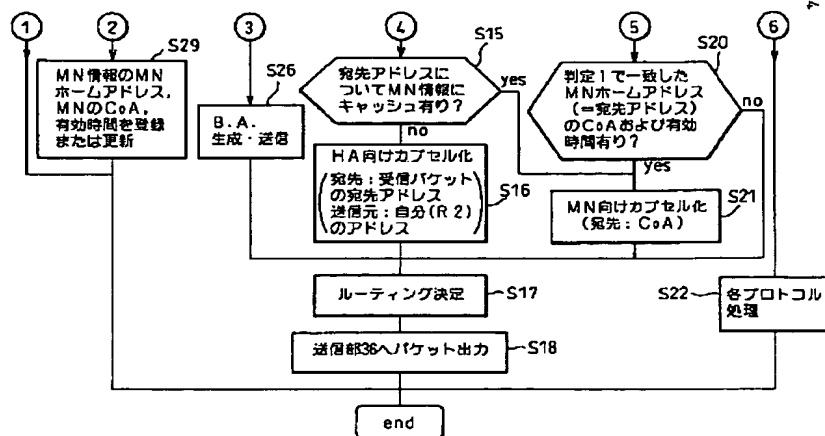 1
2
3
4
5
6
4
S29
MN情報のMN
ホームアドレス,
MNのCoA,
有効時間を登録
または更新
S26
B.A.
生成・送信
S15
宛先アドレスに
ついてMN情報に
キャッシュ有り?
yes
no
HA向けカプセル化
(宛先:受信パケット
の宛先アドレス
送信元:自分(R2)
のアドレス)
S16
S20
判定1で一致した
MNホームアドレス
(=宛先アドレス)
のCoAおよび有効
時間有り?
no
yes
MN向けカプセル化
(宛先:CoA)
S21
ルーティング決定
S17
送信部36へパケット出力
S18
S22
各プロトコル
処理
end